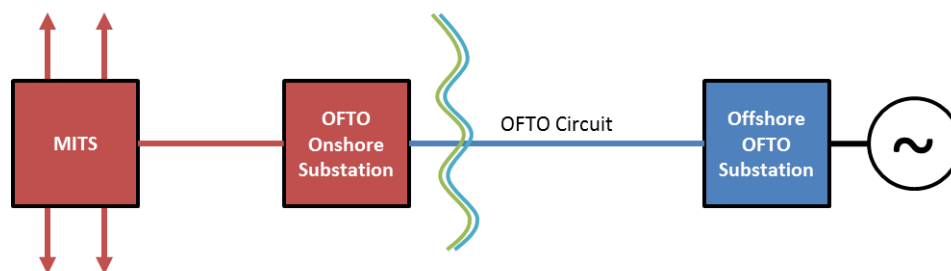 MITS
OFTO
Onshore
Substation
OFTO Circuit
Offshore
OFTO
Substation
~